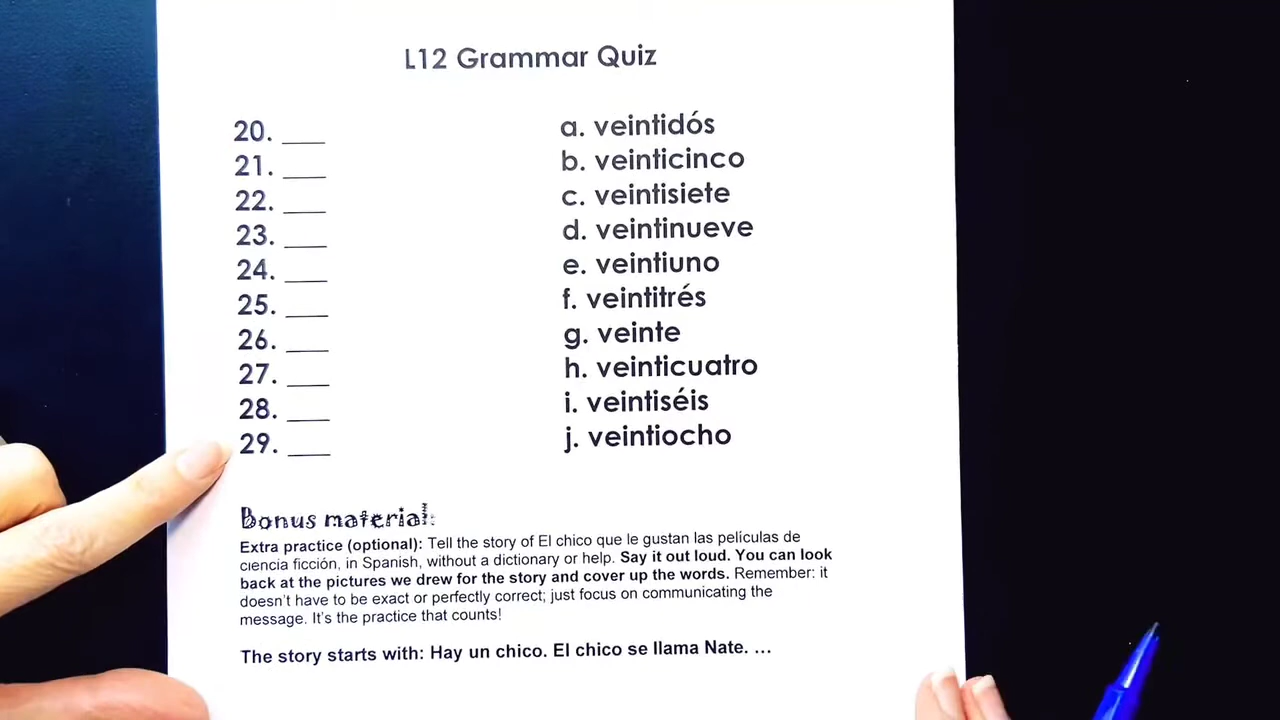 L12 Grammar Quiz
20. ___ a. veintidós
21. ___ b. veinticinco
22. ___ c. veintisiete
23. ___ d. veintinueve
24. ___ e. veintiuno
25. ___ f. veintitrés
26. ___ g. veinte
27. ___ h. veinticuatro
28. ___ i. veintiséis
29. ___ j. veintiocho
Bonus material:
Extra practice (optional): Tell the story of El chico que le gustan las películas de
ciencia ficción, in Spanish, without a dictionary or help. Say it out loud. You can look
back at the pictures we drew for the story and cover up the words. Remember: it
doesn't have to be exact or perfectly correct; just focus on communicating the
message. It's the practice that counts!
The story starts with: Hay un chico. El chico se llama Nate. ...